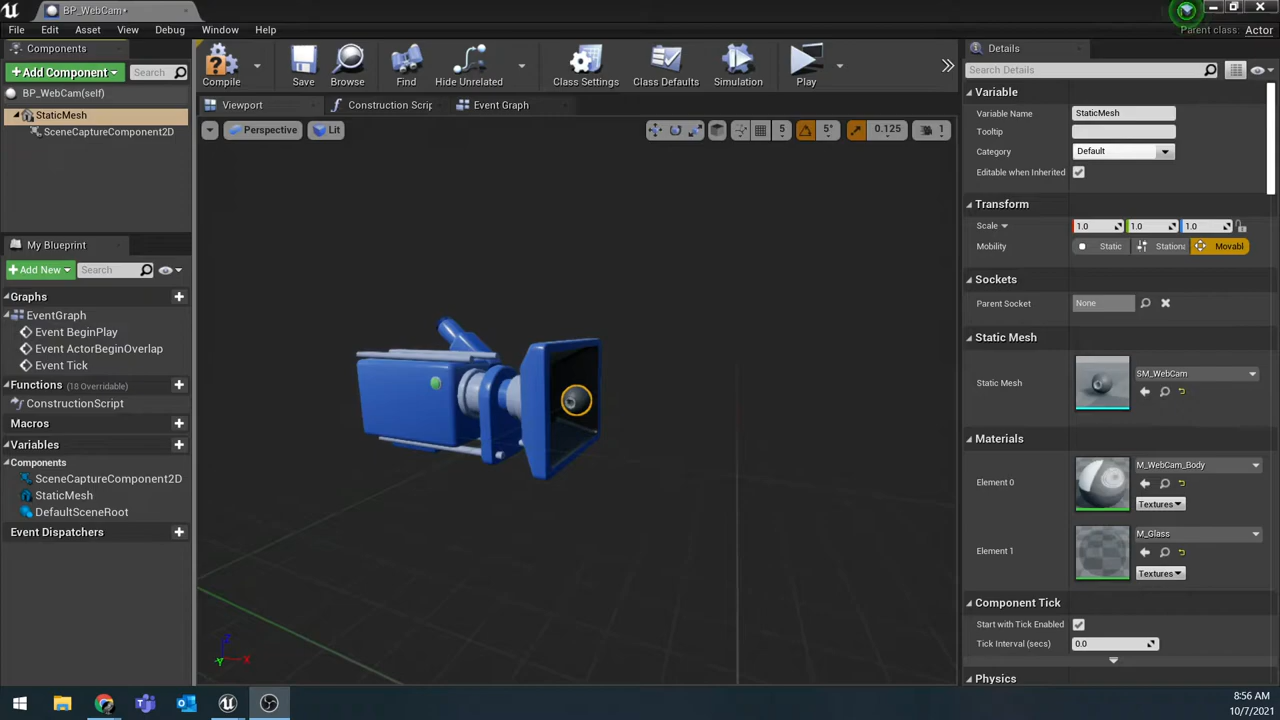 BP_WebCam*
File Edit Asset View Debug Window Help
Parent class: Actor
Components
+Add Component
Search
BP_WebCam(self)
StaticMesh
SceneCaptureComponent2D
My Blueprint
+Add New
Search
Graphs
EventGraph
Event BeginPlay
Event ActorBeginOverlap
Event Tick
Functions (18 Overridable)
ConstructionScript
Macros
Variables
Components
SceneCaptureComponent2D
StaticMesh
DefaultSceneRoot
Event Dispatchers
Compile Save Browse Find Hide Unrelated Class Settings Class Defaults Simulation Play
Viewport Construction Scrip Event Graph
Perspective Lit 5 5° 0.125 1
Z
Y
X
Details
Search Details
Variable
Variable Name StaticMesh
Tooltip
Category Default
Editable when Inherited
Transform
Scale 1.0 1.0 1.0
Mobility Static Stationa Movabl
Sockets
Parent Socket None
Static Mesh
Static Mesh SM_WebCam
Materials
Element 0 M_WebCam_Body
Textures
Element 1 M_Glass
Textures
Component Tick
Start with Tick Enabled
Tick Interval (secs) 0.0
Physics
8:56 AM
10/7/2021